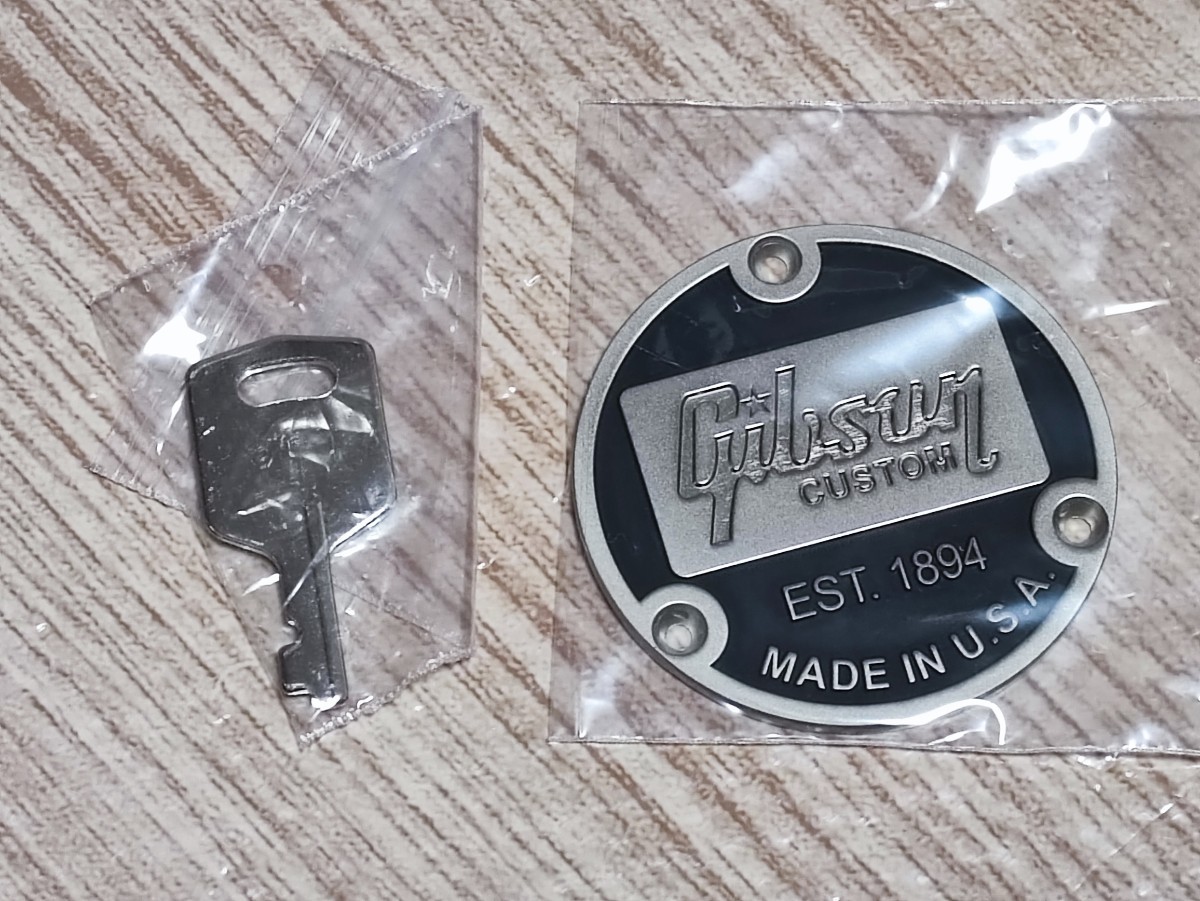 Gibson
CUSTOM
EST. 1894
MADE IN U.S A.